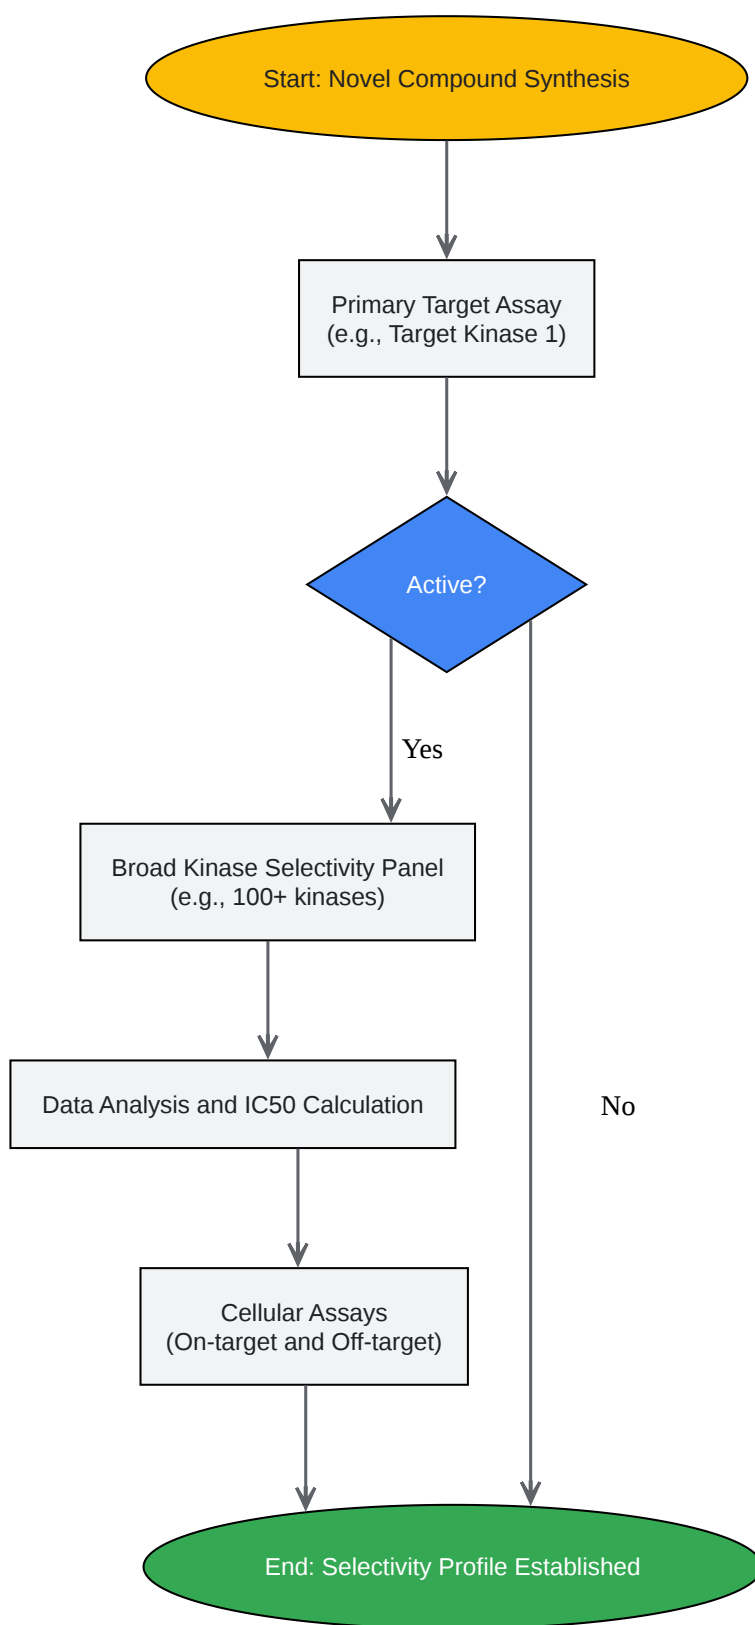 Start: Novel Compound Synthesis
Primary Target Assay
(e.g., Target Kinase 1)
Active?
Yes
Broad Kinase Selectivity Panel
(e.g., 100+ kinases)
Data Analysis and IC50 Calculation
No
Cellular Assays
(On-target and Off-target)
End: Selectivity Profile Established